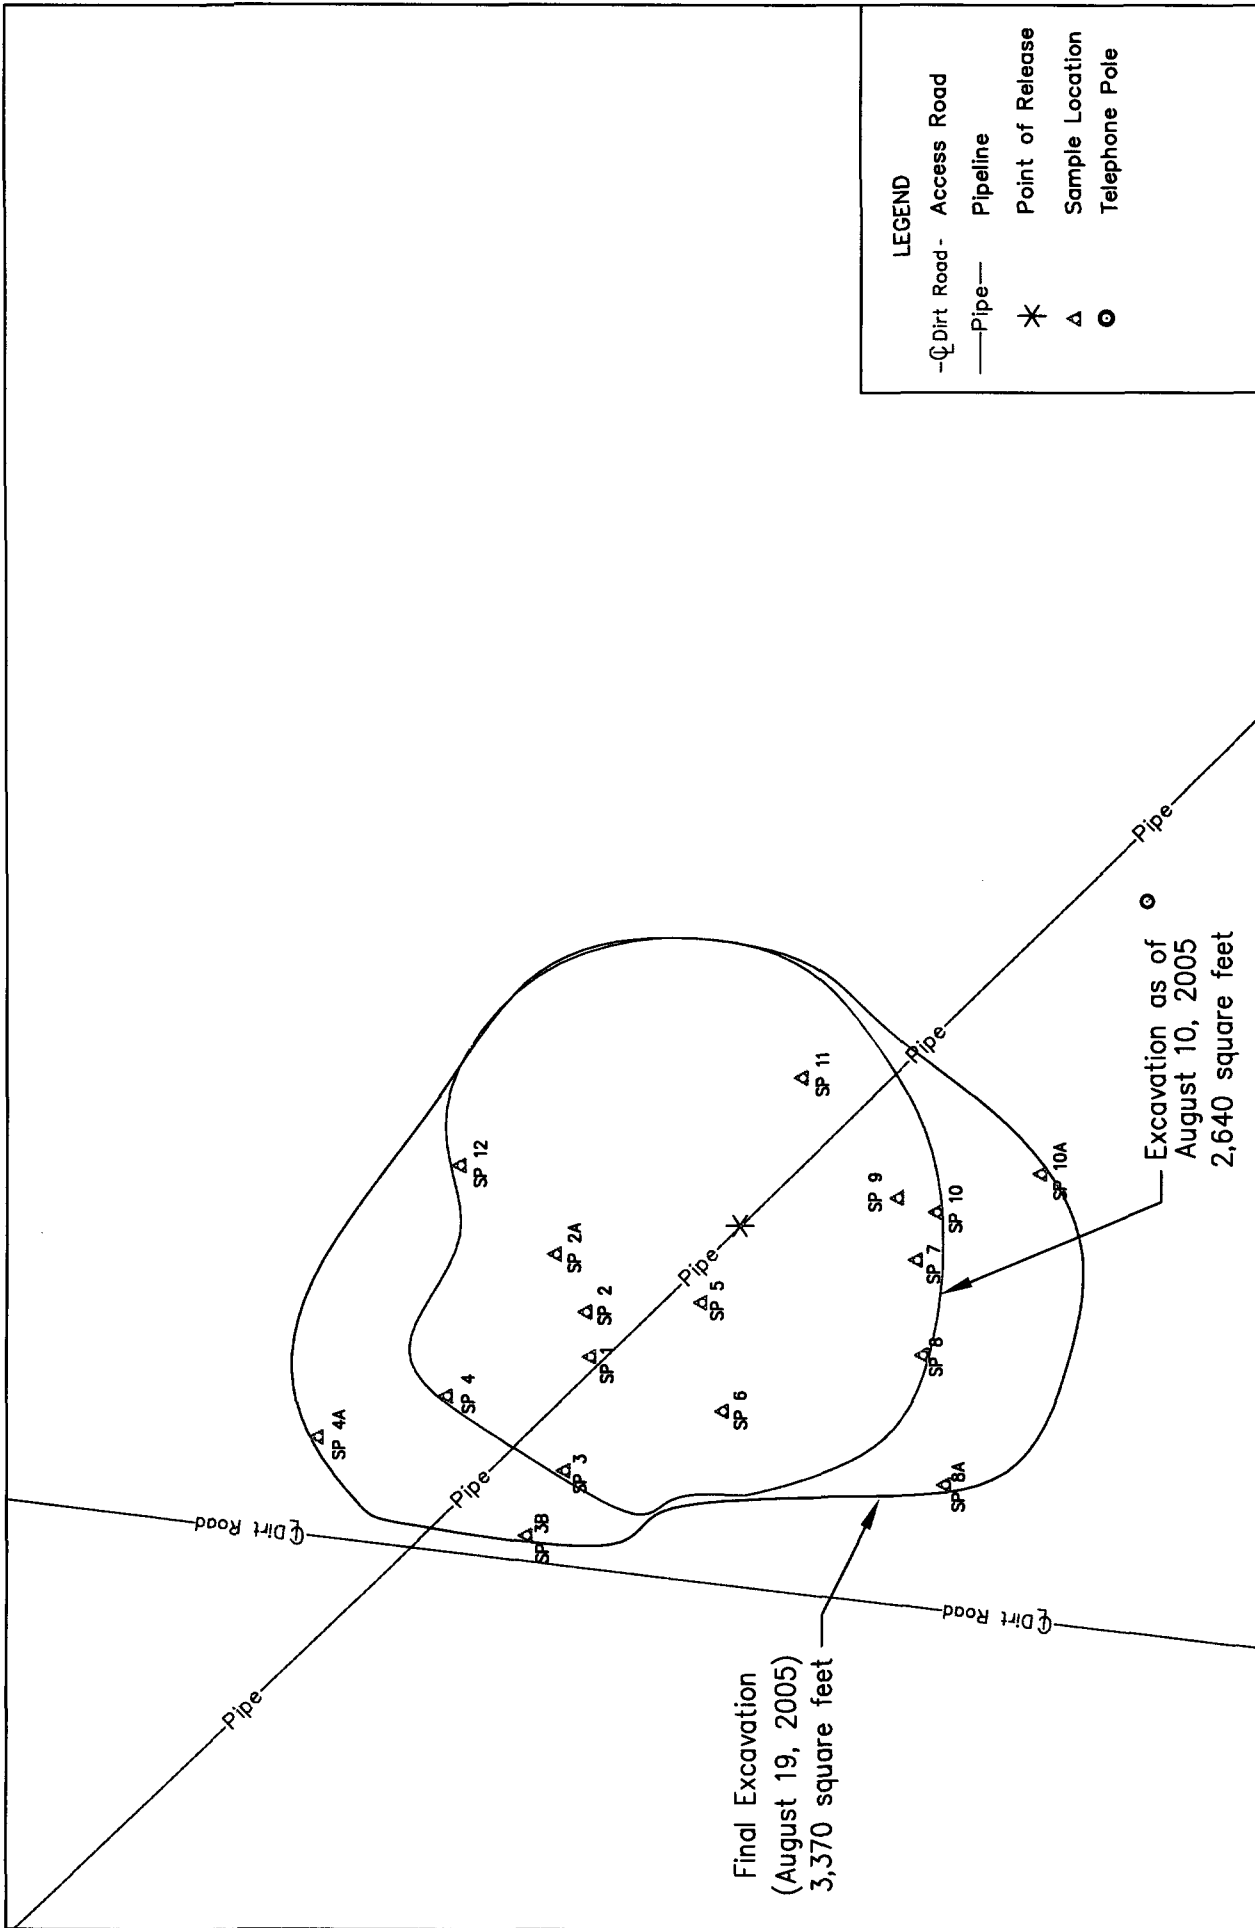 LEGEND
-℄Dirt Road- Access Road
—Pipe— Pipeline
Point of Release
Sample Location
Telephone Pole
Pipe
Pipe
Pipe
Pipe
Pipe
℄Dirt Road
℄Dirt Road
SP 4A
SP 4
SP 12
SP 3B
SP 3
SP 1
SP 2
SP 2A
SP 5
SP 6
SP 11
SP 9
SP 8A
SP 8
SP 7
SP 10
SP 10A
Final Excavation
(August 19, 2005)
3,370 square feet
Excavation as of
August 10, 2005
2,640 square feet